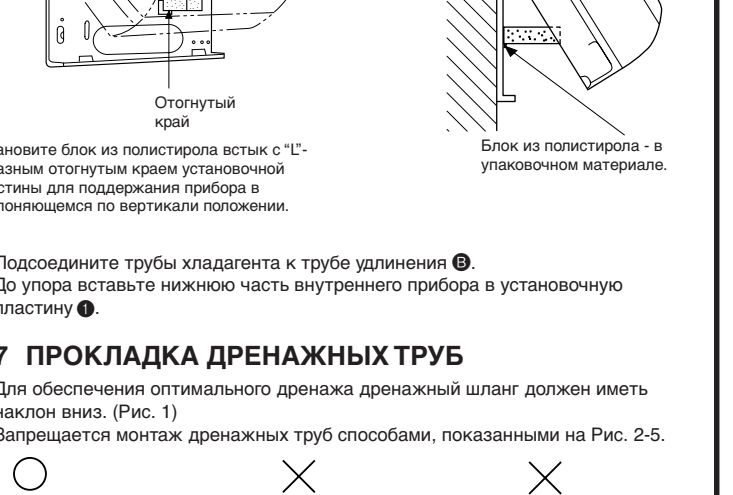 Отогнутый
край
ановите блок из полистирола встык с “L”-
азным отогнутым краем установочной
стины для поддержания прибора в
лоняющемся по вертикали положении.
Блок из полистирола - в
упаковочном материале.
Подсоедините трубы хладагента к трубе удлинения B.
До упора вставьте нижнюю часть внутреннего прибора в установочную
пластину 1.
7 ПРОКЛАДКА ДРЕНАЖНЫХ ТРУБ
Для обеспечения оптимального дренажа дренажный шланг должен иметь
наклон вниз. (Рис. 1)
Запрещается монтаж дренажных труб способами, показанными на Рис. 2-5.